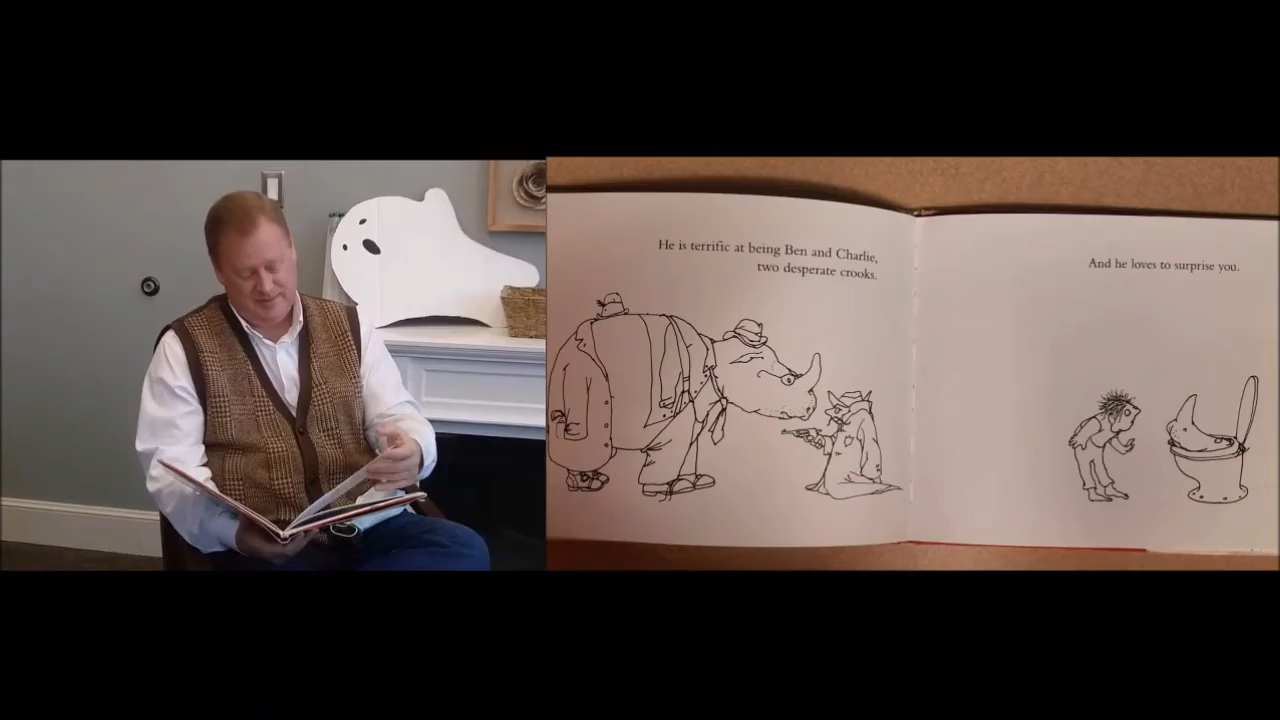 He is terrific at being Ben and Charlie,
two desperate crooks.
And he loves to surprise you.